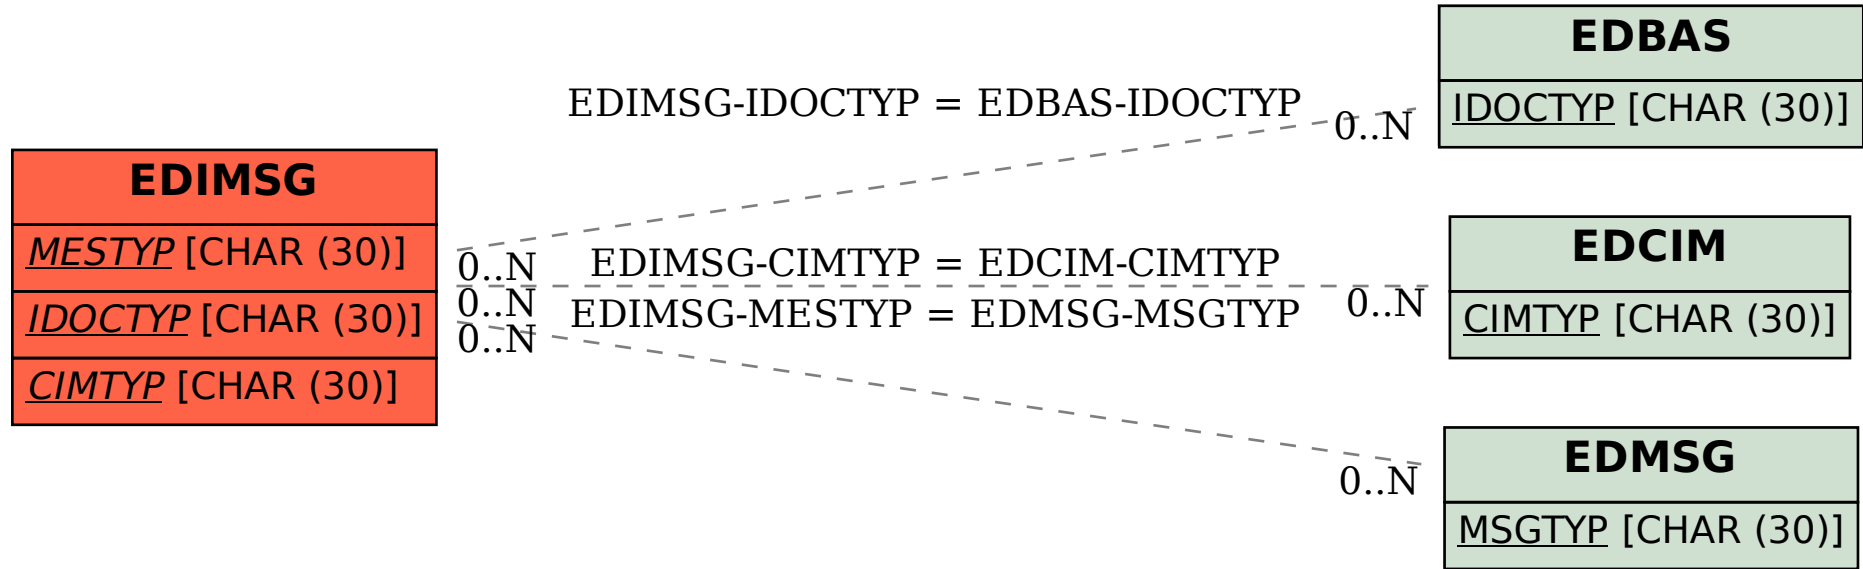 EDIMSG
MESTYP [CHAR (30)]
IDOCTYP [CHAR (30)]
CIMTYP [CHAR (30)]
EDIMSG-IDOCTYP = EDBAS-IDOCTYP
0..N
0..N
EDIMSG-CIMTYP = EDCIM-CIMTYP
0..N
0..N
EDIMSG-MESTYP = EDMSG-MSGTYP
0..N
0..N
EDBAS
IDOCTYP [CHAR (30)]
EDCIM
CIMTYP [CHAR (30)]
EDMSG
MSGTYP [CHAR (30)]